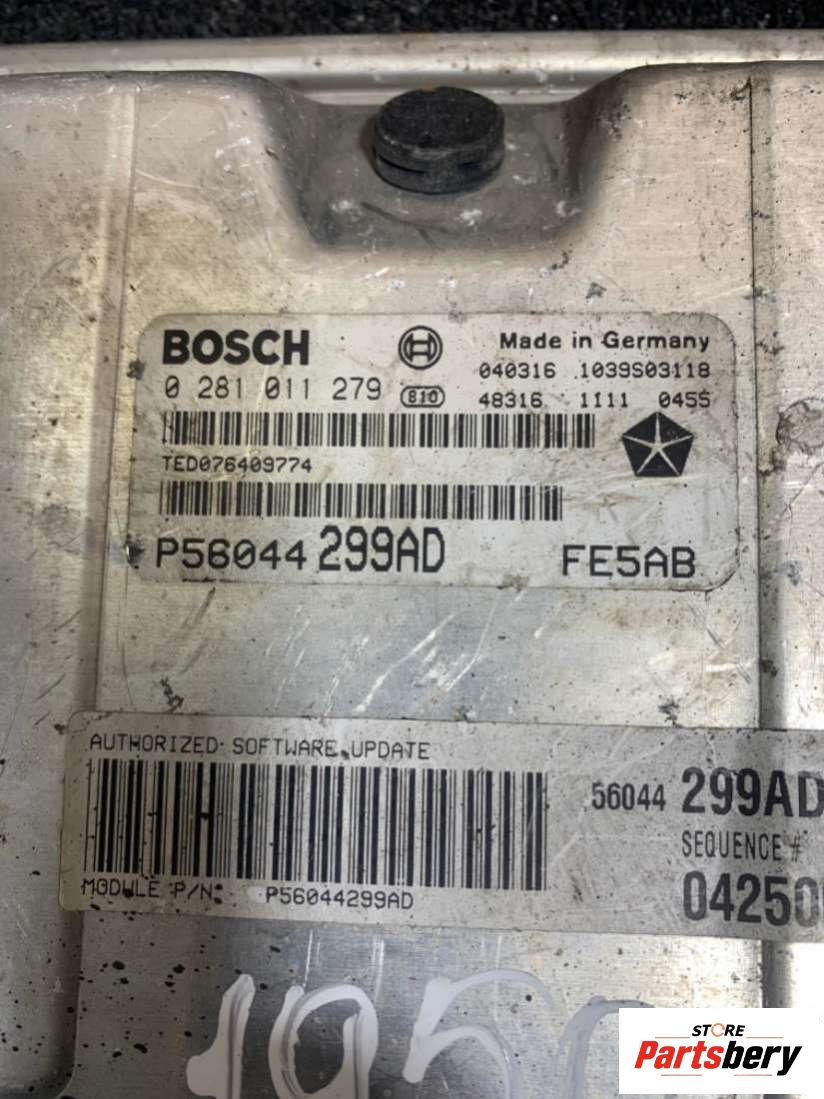 BOSCH
Made in Germany
0 281 011 279
810
040316 1039S03118
48316 1111 0455
TED076409774
P56044 299AD FE5AB
AUTHORIZED SOFTWARE UPDATE
56044 299AD
SEQUENCE #
MODULE P/N: P56044299AD
STORE
Partsbery